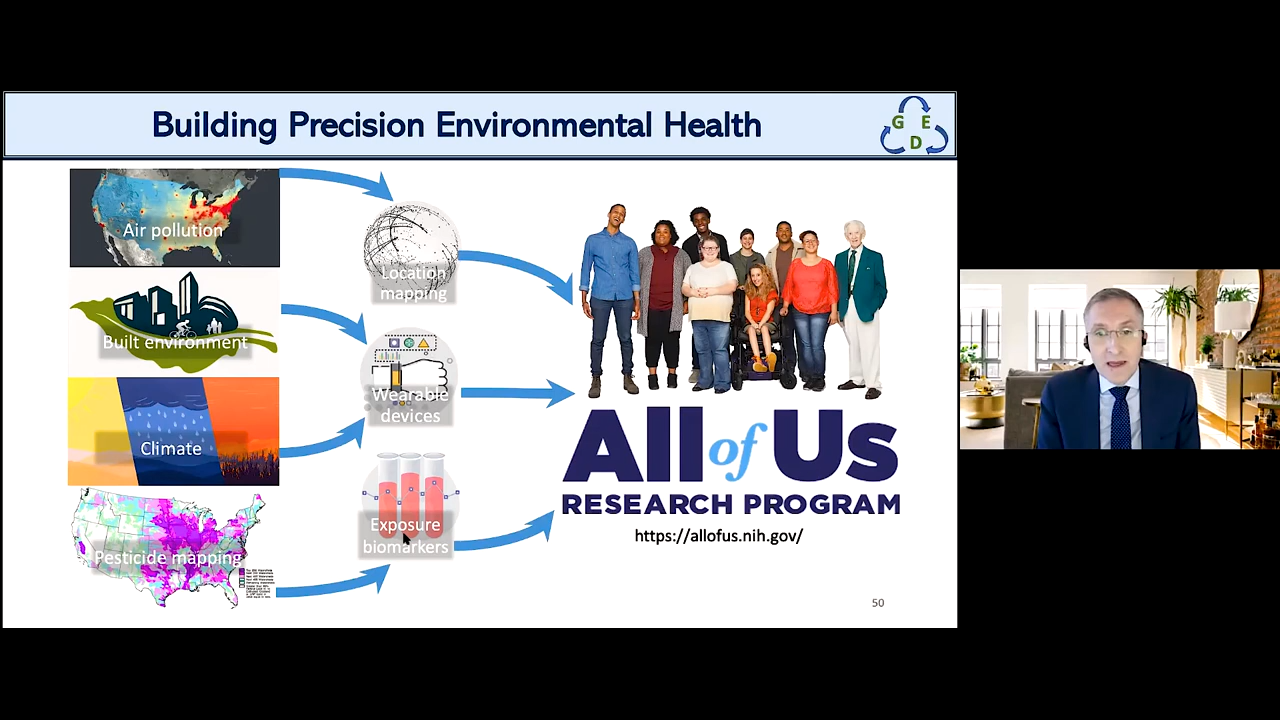 Building Precision Environmental Health
G E
D
Air pollution
Location
mapping
Built environment
Wearable
devices
Climate
Exposure
biomarkers
Pesticide mapping
All of Us
RESEARCH PROGRAM
https://allofus.nih.gov/
50